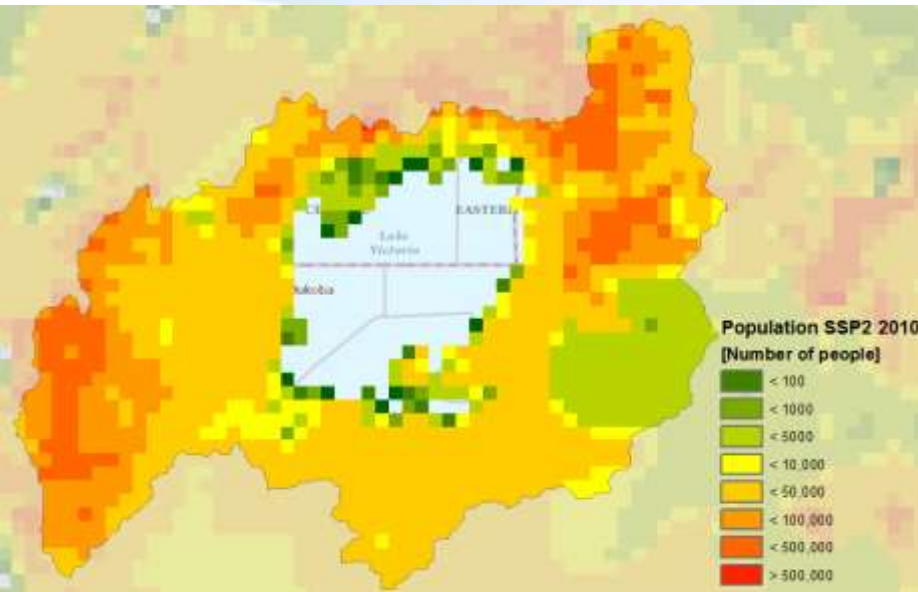 EASTERN
Lake
Victoria
Bukoba
Population SSP2 2010
[Number of people]
< 100
< 1000
< 5000
< 10,000
< 50,000
< 100,000
< 500,000
> 500,000